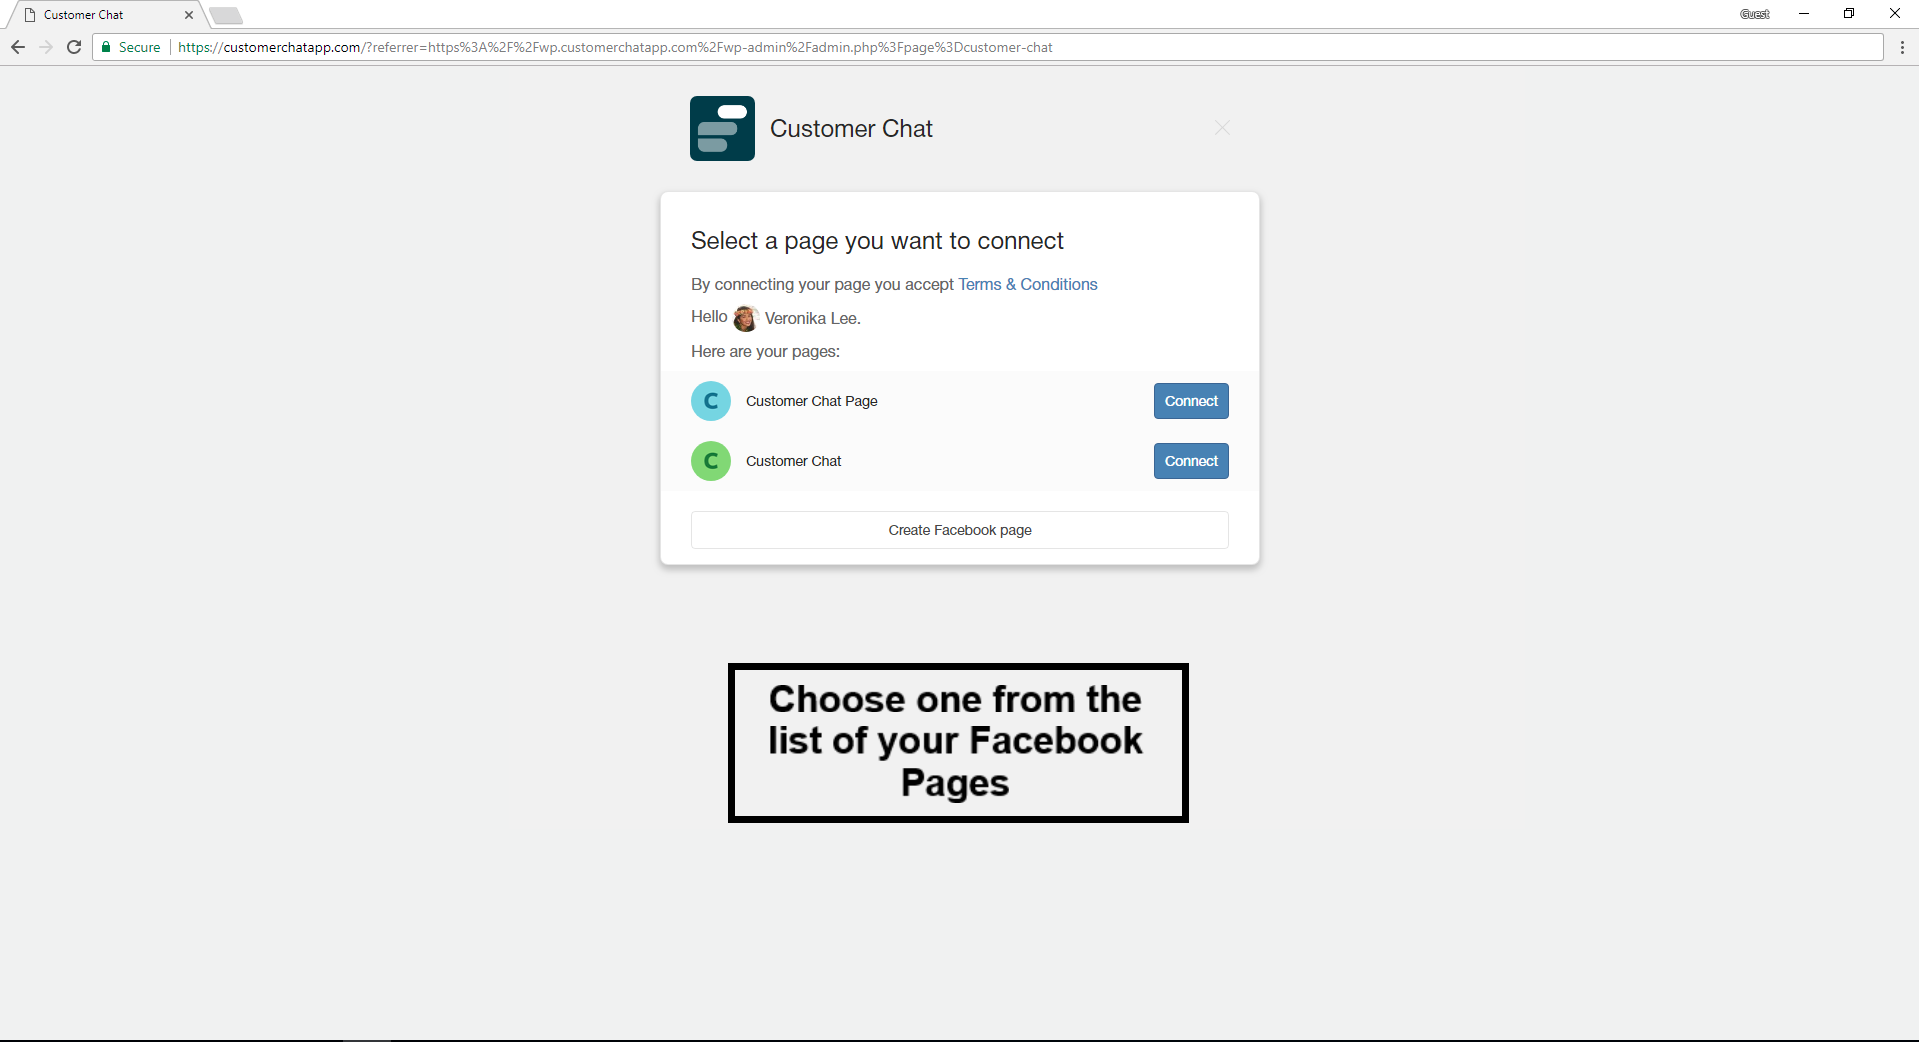 Customer Chat
Guest
Secure
https://customerchatapp.com/?referrer=https%3A%2F%2Fwp.customerchatapp.com%2Fwp-admin%2Fadmin.php%3Fpage%3Dcustomer-chat
Customer Chat
Select a page you want to connect
By connecting your page you accept Terms & Conditions
Hello Veronika Lee.
Here are your pages:
C Customer Chat Page Connect
C Customer Chat Connect
Create Facebook page
Choose one from the
list of your Facebook
Pages